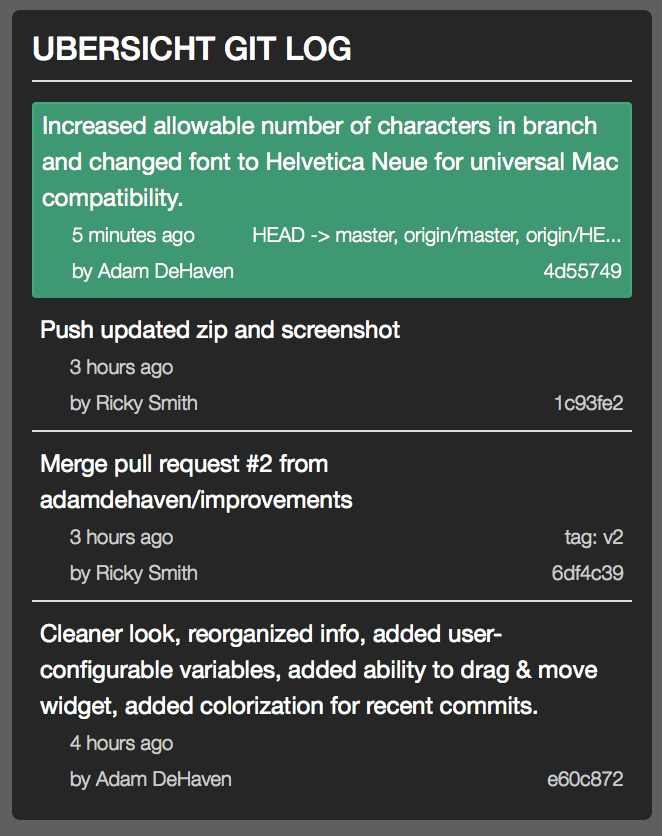 UBERSICHT GIT LOG
Increased allowable number of characters in branch
and changed font to Helvetica Neue for universal Mac
compatibility.
5 minutes ago HEAD -> master, origin/master, origin/HE...
by Adam DeHaven 4d55749
Push updated zip and screenshot
3 hours ago
by Ricky Smith 1c93fe2
Merge pull request #2 from
adamdehaven/improvements
3 hours ago tag: v2
by Ricky Smith 6df4c39
Cleaner look, reorganized info, added user-
configurable variables, added ability to drag & move
widget, added colorization for recent commits.
4 hours ago
by Adam DeHaven e60c872